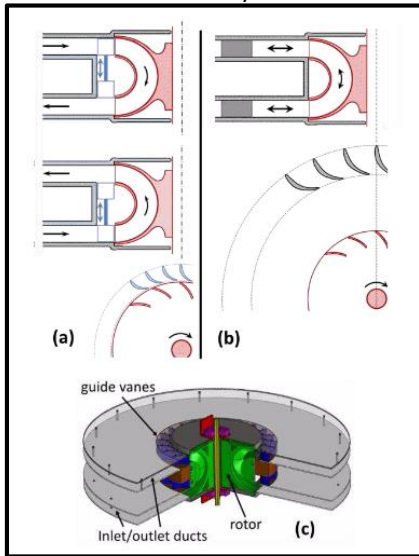 (a)
(b)
guide vanes
Inlet/outlet ducts
rotor
(c)